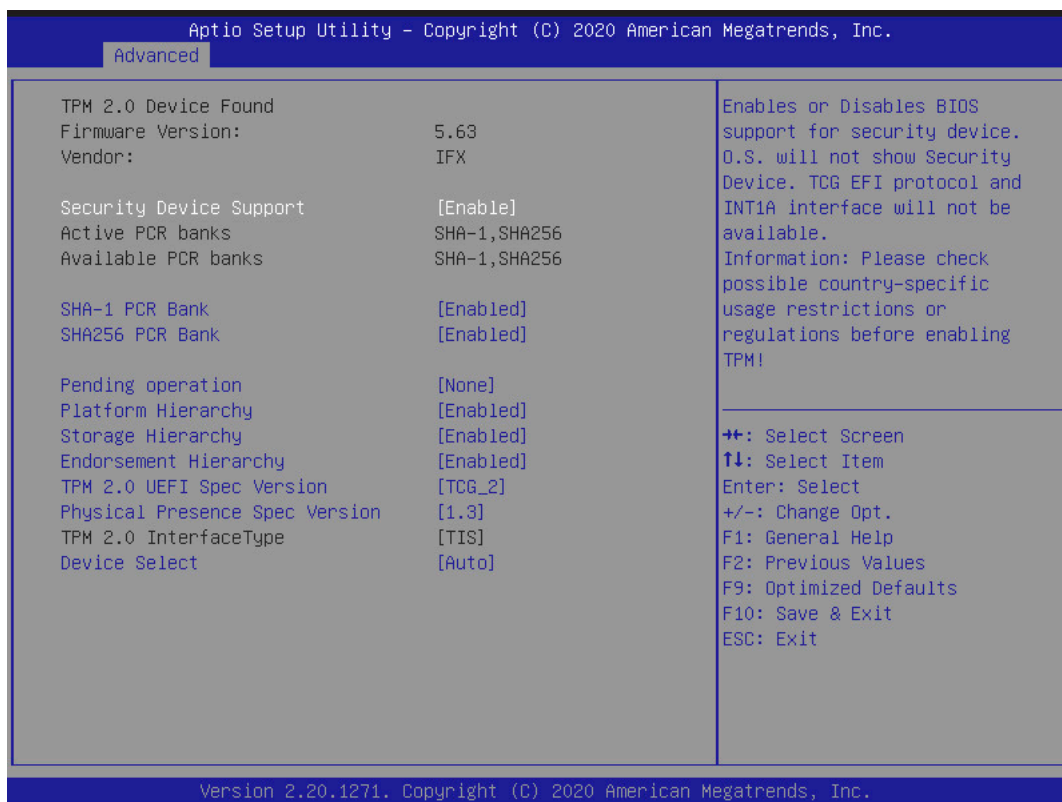 Aptio Setup Utility – Copyright (C) 2020 American Megatrends, Inc.
Advanced
TPM 2.0 Device Found
Firmware Version: 5.63
Vendor: IFX
Security Device Support [Enable]
Active PCR banks SHA-1,SHA256
Available PCR banks SHA-1,SHA256
SHA-1 PCR Bank [Enabled]
SHA256 PCR Bank [Enabled]
Pending operation [None]
Platform Hierarchy [Enabled]
Storage Hierarchy [Enabled]
Endorsement Hierarchy [Enabled]
TPM 2.0 UEFI Spec Version [TCG_2]
Physical Presence Spec Version [1.3]
TPM 2.0 InterfaceType [TIS]
Device Select [Auto]
Enables or Disables BIOS
support for security device.
O.S. will not show Security
Device. TCG EFI protocol and
INT1A interface will not be
available.
Information: Please check
possible country-specific
usage restrictions or
regulations before enabling
TPM!
→←: Select Screen
↑↓: Select Item
Enter: Select
+/-: Change Opt.
F1: General Help
F2: Previous Values
F9: Optimized Defaults
F10: Save & Exit
ESC: Exit
Version 2.20.1271. Copyright (C) 2020 American Megatrends, Inc.